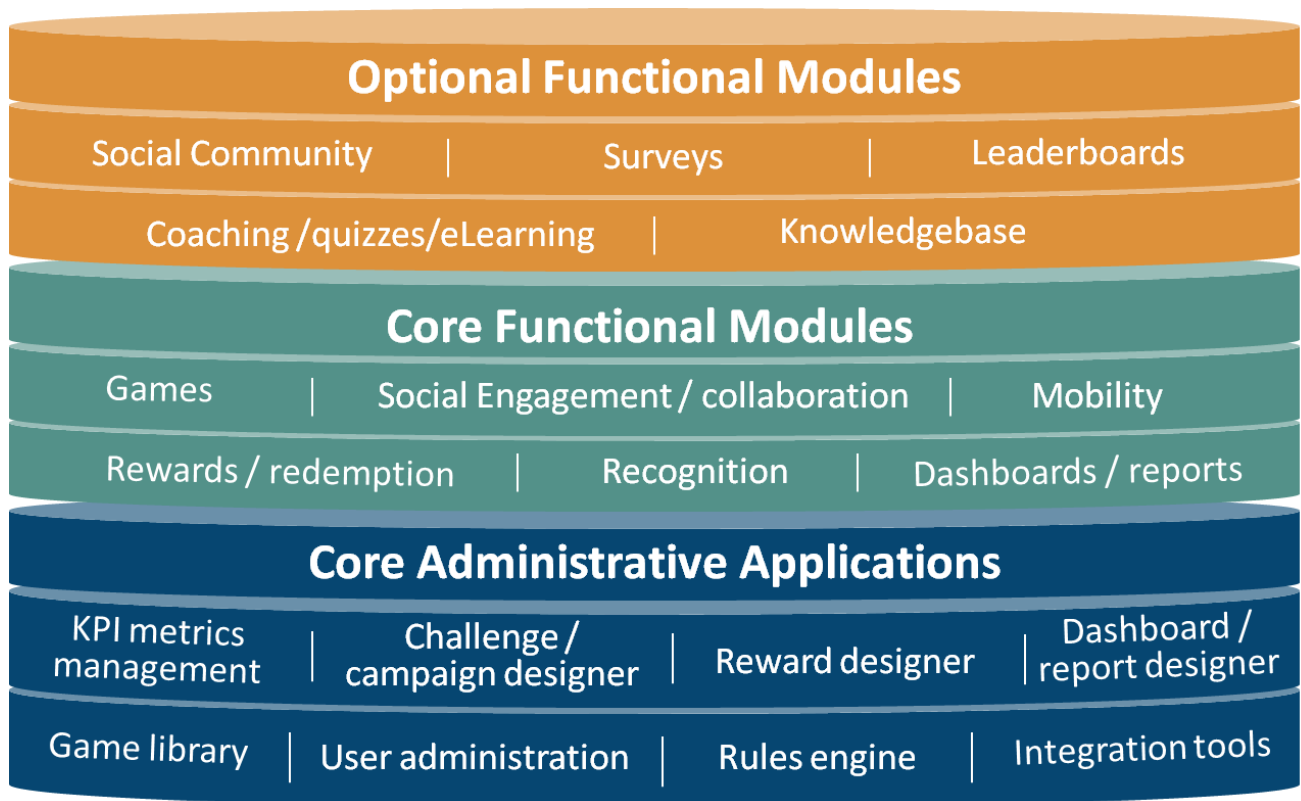 Optional Functional Modules
Social Community | Surveys | Leaderboards
Coaching /quizzes/eLearning | Knowledgebase
Core Functional Modules
Games | Social Engagement / collaboration | Mobility
Rewards / redemption | Recognition | Dashboards / reports
Core Administrative Applications
KPI metrics
management
Challenge /
campaign designer
Reward designer
Dashboard /
report designer
Game library | User administration | Rules engine | Integration tools